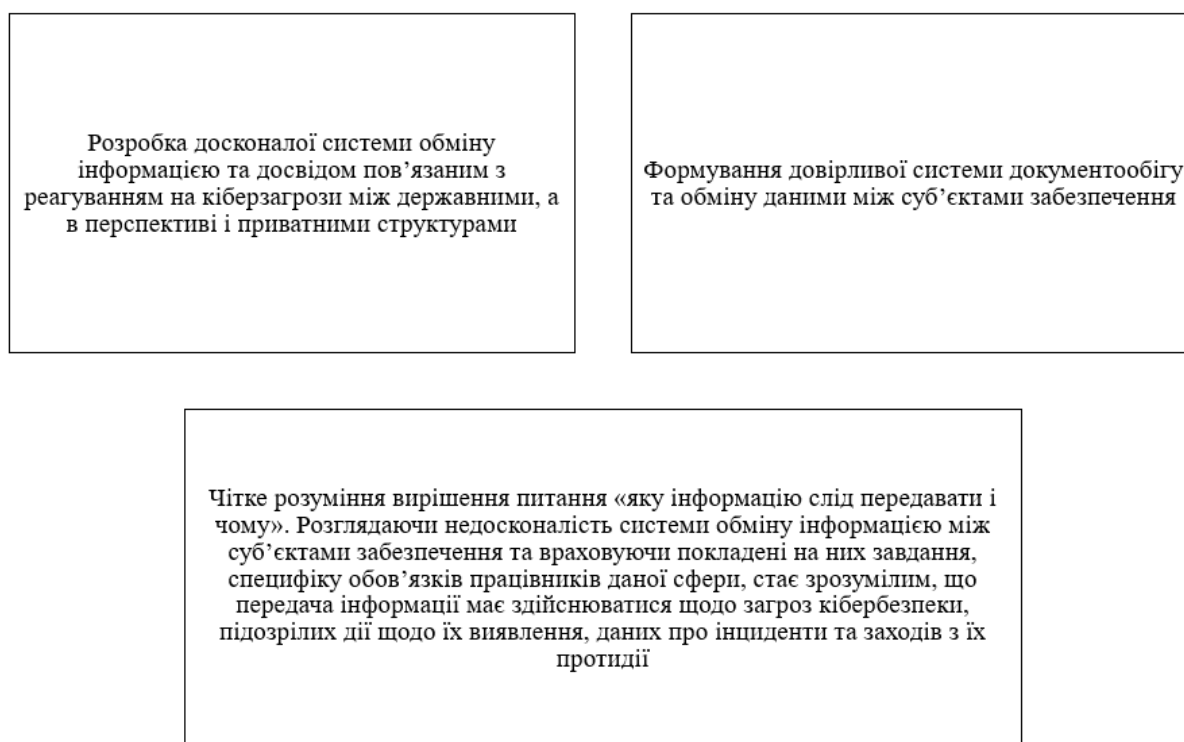 Розробка досконалої системи обміну
інформацією та досвідом пов’язаним з
реагуванням на кіберзагрози між державними, а
в перспективі і приватними структурами
Формування довірливої системи документообігу
та обміну даними між суб’єктами забезпечення
Чітке розуміння вирішення питання «яку інформацію слід передавати і
чому». Розглядаючи недосконалість системи обміну інформацією між
суб’єктами забезпечення та враховуючи покладені на них завдання,
специфіку обов’язків працівників даної сфери, стає зрозумілим, що
передача інформації має здійснюватися щодо загроз кібербезпеки,
підозрілих дії щодо їх виявлення, даних про інциденти та заходів з їх
протидії